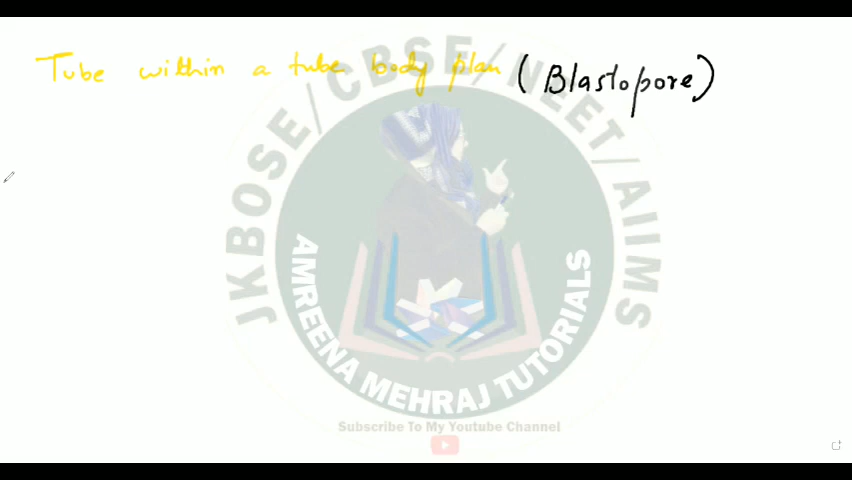 Tube within a tube body plan (Blastopore)
JKBOSE/CBSE/NEET/AIIMS
AMREENA MEHRAJ TUTORIALS
Subscribe To My Youtube Channel